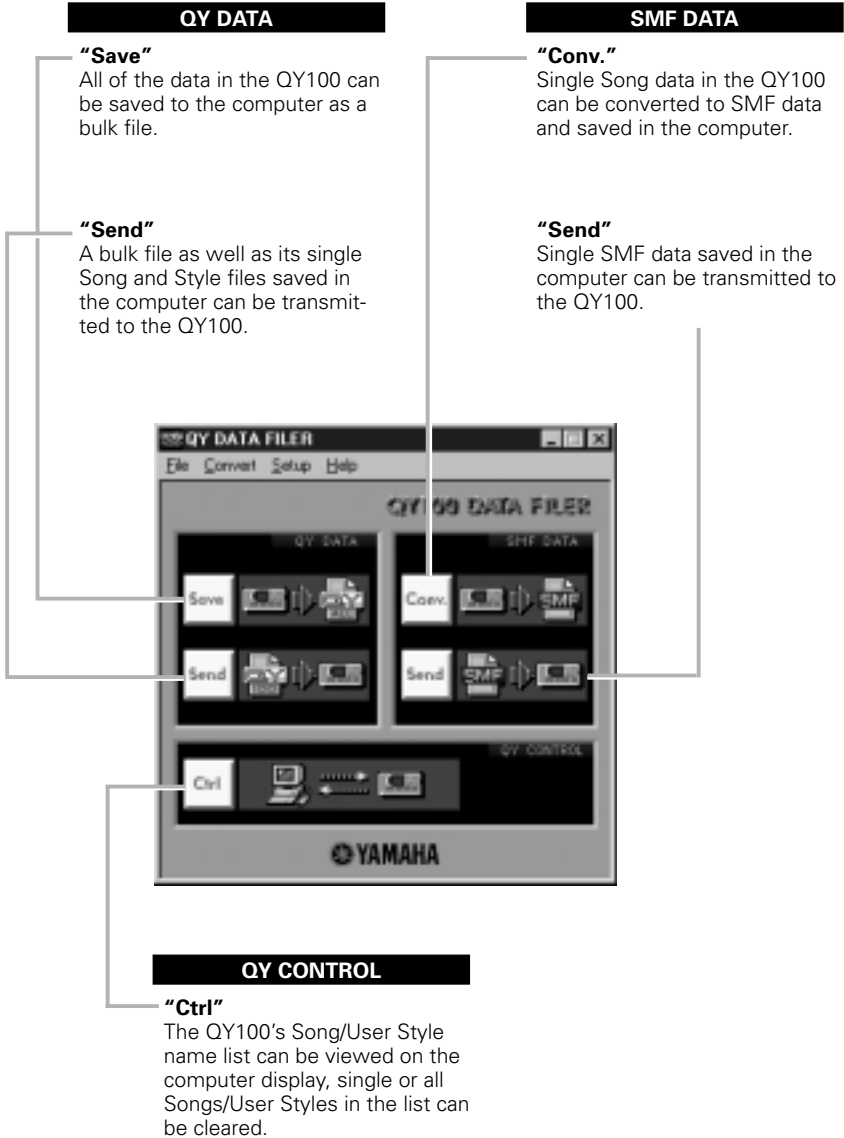 QY DATA
“Save”
All of the data in the QY100 can
be saved to the computer as a
bulk file.
“Send”
A bulk file as well as its single
Song and Style files saved in
the computer can be transmit-
ted to the QY100.
SMF DATA
“Conv.”
Single Song data in the QY100
can be converted to SMF data
and saved in the computer.
“Send”
Single SMF data saved in the
computer can be transmitted to
the QY100.
QY DATA FILER
File Convert Setup Help
QY100 DATA FILER
QY DATA
SMF DATA
Save
QY
100
Conv.
SMF
Send
QY
100
Send
SMF
QY CONTROL
Ctrl
YAMAHA
QY CONTROL
“Ctrl”
The QY100’s Song/User Style
name list can be viewed on the
computer display, single or all
Songs/User Styles in the list can
be cleared.